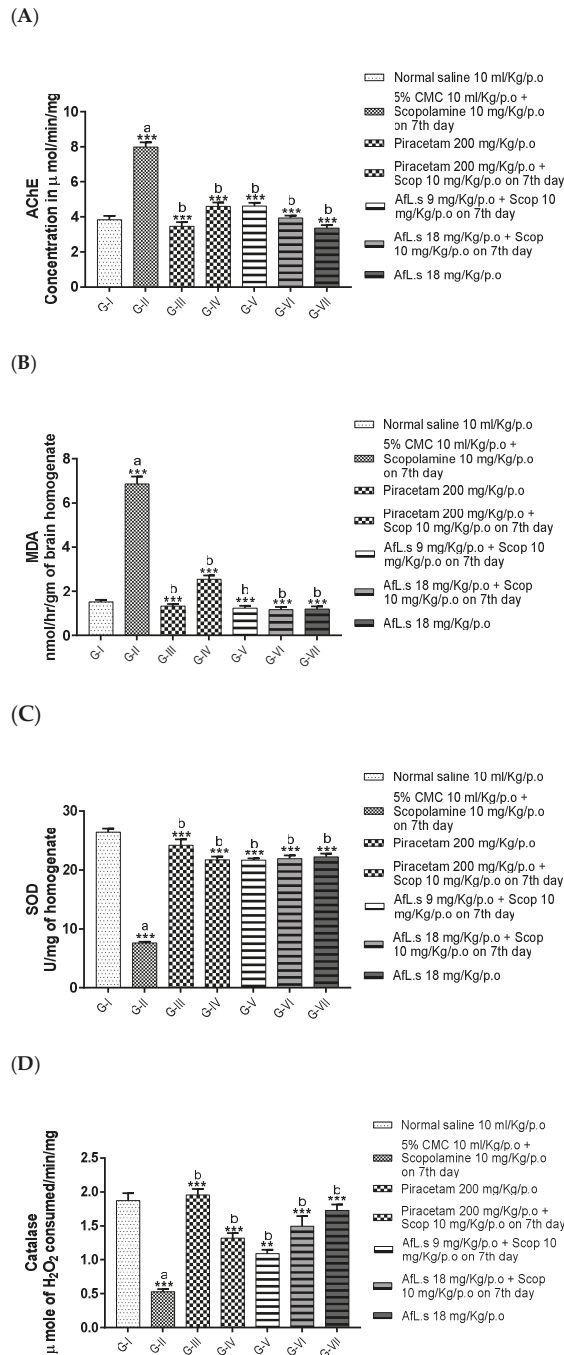 (A)
AChE
Concentration in μ mol/min/mg
10
8
6
4
2
0
a
***
b
***
b
***
b
***
b
***
b
***
G-I
G-II
G-III
G-IV
G-V
G-VI
G-VII
Normal saline 10 ml/Kg/p.o
5% CMC 10 ml/Kg/p.o +
Scopolamine 10 mg/Kg/p.o
on 7th day
Piracetam 200 mg/Kg/p.o
Piracetam 200 mg/Kg/p.o +
Scop 10 mg/Kg/p.o on 7th day
AfL.s 9 mg/Kg/p.o + Scop 10
mg/Kg/p.o on 7th day
AfL.s 18 mg/Kg/p.o + Scop
10 mg/Kg/p.o on 7th day
AfL.s 18 mg/Kg/p.o
(B)
MDA
nmol/hr/gm of brain homogenate
8
6
4
2
0
a
***
b
***
b
***
b
***
b
***
b
***
G-I
G-II
G-III
G-IV
G-V
G-VI
G-VII
Normal saline 10 ml/Kg/p.o
5% CMC 10 ml/Kg/p.o +
Scopolamine 10 mg/Kg/p.o
on 7th day
Piracetam 200 mg/Kg/p.o
Piracetam 200 mg/Kg/p.o +
Scop 10 mg/Kg/p.o on 7th day
AfL.s 9 mg/Kg/p.o + Scop 10
mg/Kg/p.o on 7th day
AfL.s 18 mg/Kg/p.o + Scop
10 mg/Kg/p.o on 7th day
AfL.s 18 mg/Kg/p.o
(C)
SOD
U/mg of homogenate
30
20
10
0
a
***
b
***
b
***
b
***
b
***
b
***
G-I
G-II
G-III
G-IV
G-V
G-VI
G-VII
Normal saline 10 ml/Kg/p.o
5% CMC 10 ml/Kg/p.o +
Scopolamine 10 mg/Kg/p.o
on 7th day
Piracetam 200 mg/Kg/p.o
Piracetam 200 mg/Kg/p.o +
Scop 10 mg/Kg/p.o on 7th day
AfL.s 9 mg/Kg/p.o + Scop 10
mg/Kg/p.o on 7th day
AfL.s 18 mg/Kg/p.o + Scop
10 mg/Kg/p.o on 7th day
AfL.s 18 mg/Kg/p.o
(D)
Catalase
μ mole of H₂O₂ consumed/min/mg
2.5
2.0
1.5
1.0
0.5
0.0
a
***
b
***
b
***
b
**
b
***
b
***
G-I
G-II
G-III
G-IV
G-V
G-VI
G-VII
Normal saline 10 ml/Kg/p.o
5% CMC 10 ml/Kg/p.o +
Scopolamine 10 mg/Kg/p.o
on 7th day
Piracetam 200 mg/Kg/p.o
Piracetam 200 mg/Kg/p.o +
Scop 10 mg/Kg/p.o on 7th day
AfL.s 9 mg/Kg/p.o + Scop 10
mg/Kg/p.o on 7th day
AfL.s 18 mg/Kg/p.o + Scop
10 mg/Kg/p.o on 7th day
AfL.s 18 mg/Kg/p.o